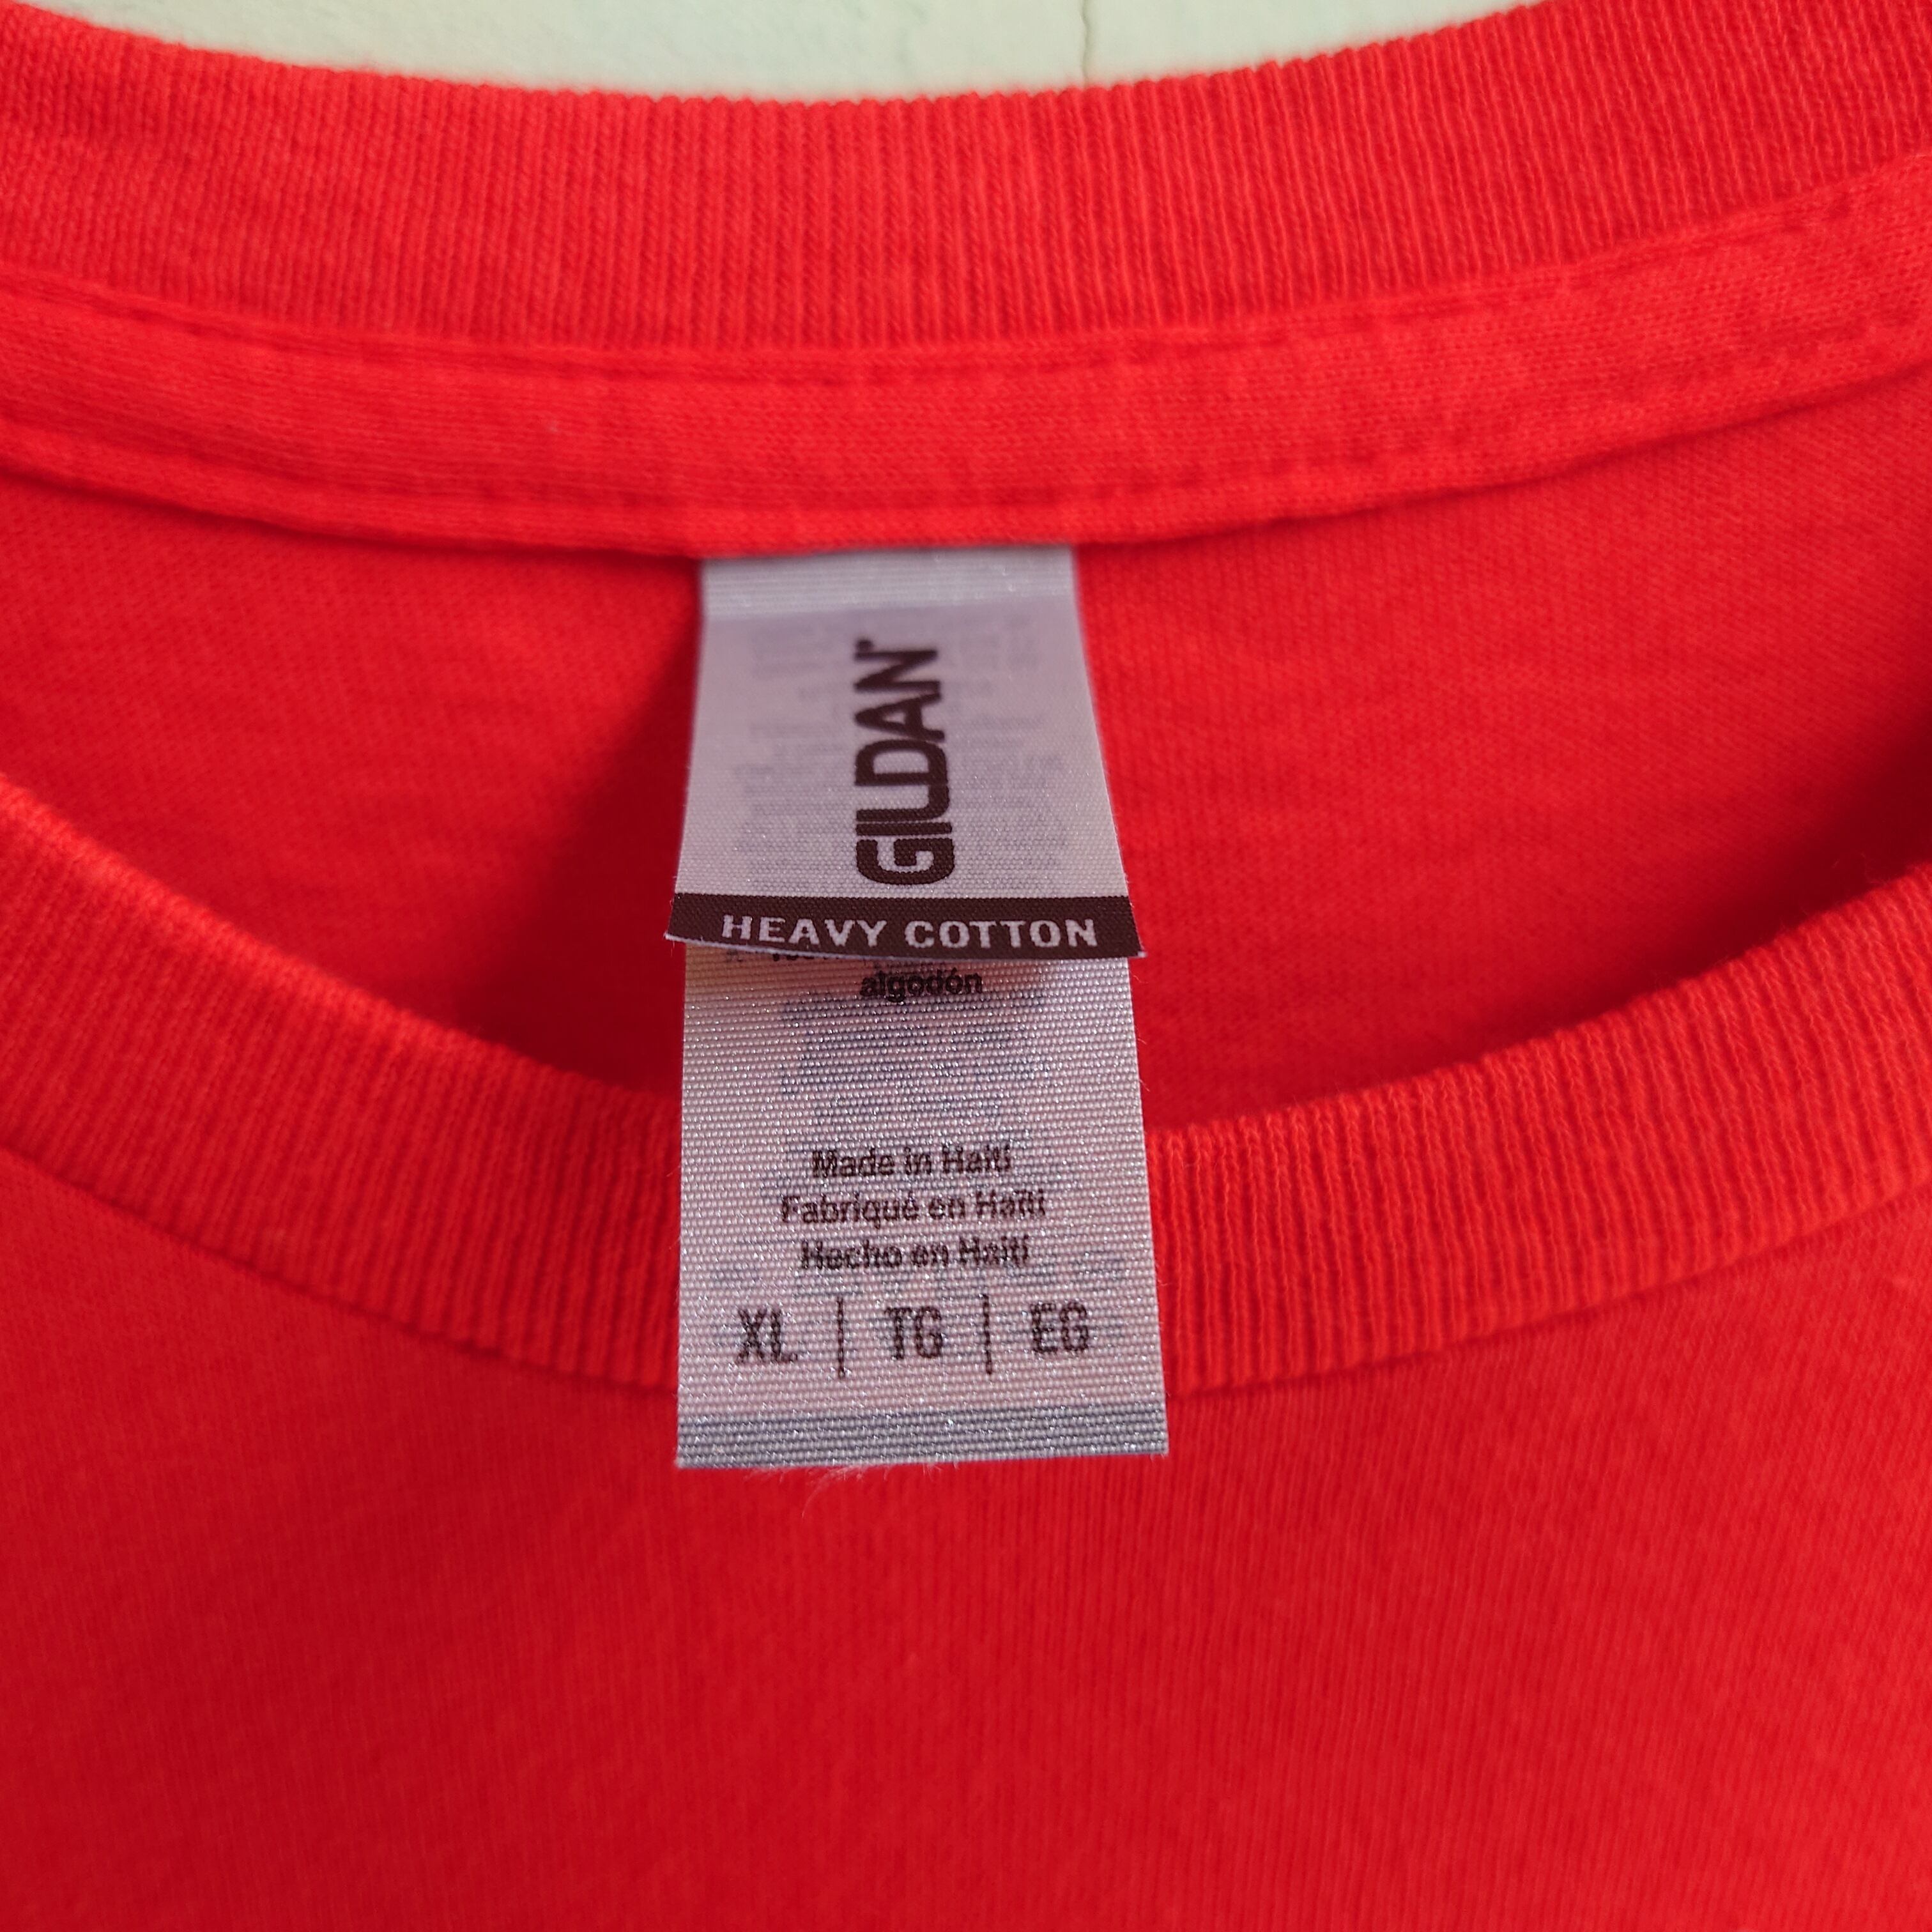 GILDAN
HEAVY COTTON
algodón
Made in Haiti
Fabriqué en Haïti
Hecho en Haití
XL | TG | EG